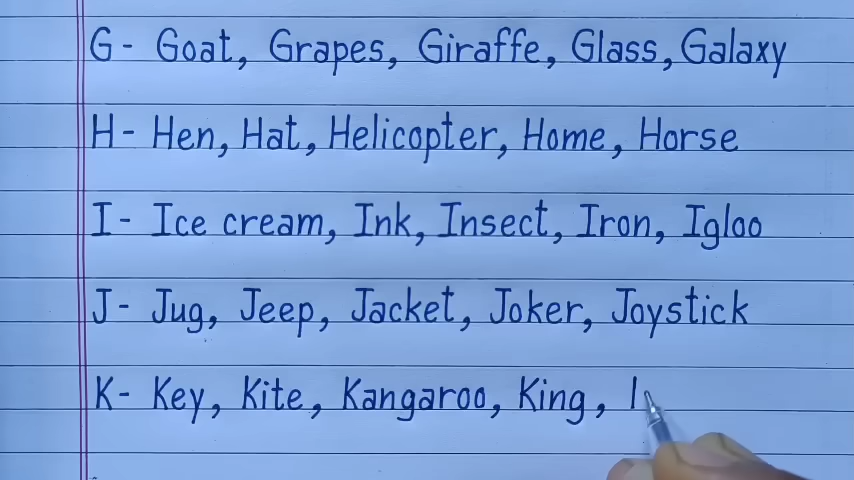 G - Goat, Grapes, Giraffe, Glass, Galaxy
H - Hen, Hat, Helicopter, Home, Horse
I - Ice cream, Ink, Insect, Iron, Igloo
J - Jug, Jeep, Jacket, Joker, Joystick
K - Key, Kite, Kangaroo, King,